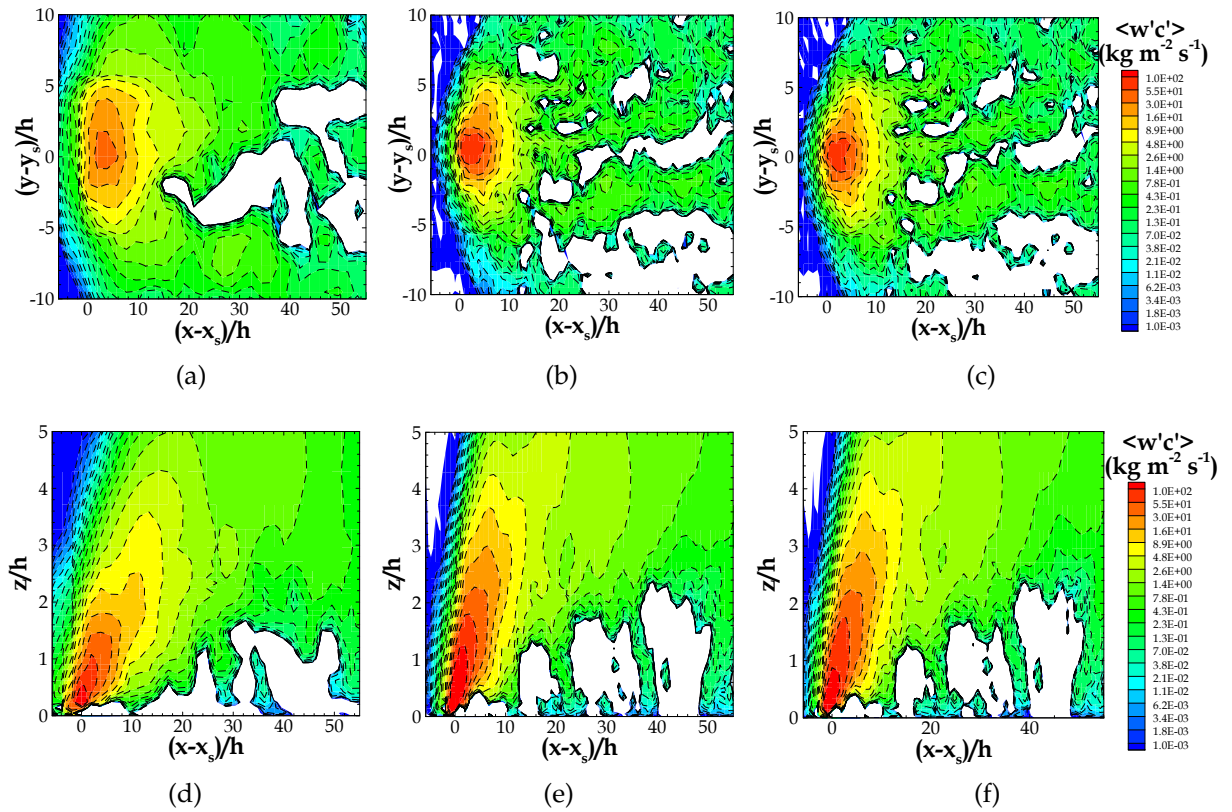 10
5
0
-5
-10
(y-y_s)/h
0
10
20
30
40
50
(x-x_s)/h
(a)
10
5
0
-5
-10
(y-y_s)/h
0
10
20
30
40
50
(x-x_s)/h
(b)
10
5
0
-5
-10
(y-y_s)/h
0
10
20
30
40
50
(x-x_s)/h
(c)
<w'c'>
(kg m⁻² s⁻¹)
1.0E+02
5.5E+01
3.0E+01
1.6E+01
8.9E+00
4.8E+00
2.6E+00
1.4E+00
7.8E-01
4.3E-01
2.3E-01
1.3E-01
7.0E-02
3.8E-02
2.1E-02
1.1E-02
6.2E-03
3.4E-03
1.8E-03
1.0E-03
5
4
3
2
1
0
z/h
0
10
20
30
40
50
(x-x_s)/h
(d)
5
4
3
2
1
0
z/h
0
10
20
30
40
50
(x-x_s)/h
(e)
5
4
3
2
1
0
z/h
0
20
40
(x-x_s)/h
(f)
<w'c'>
(kg m⁻² s⁻¹)
1.0E+02
5.5E+01
3.0E+01
1.6E+01
8.9E+00
4.8E+00
2.6E+00
1.4E+00
7.8E-01
4.3E-01
2.3E-01
1.3E-01
7.0E-02
3.8E-02
2.1E-02
1.1E-02
6.2E-03
3.4E-03
1.8E-03
1.0E-03